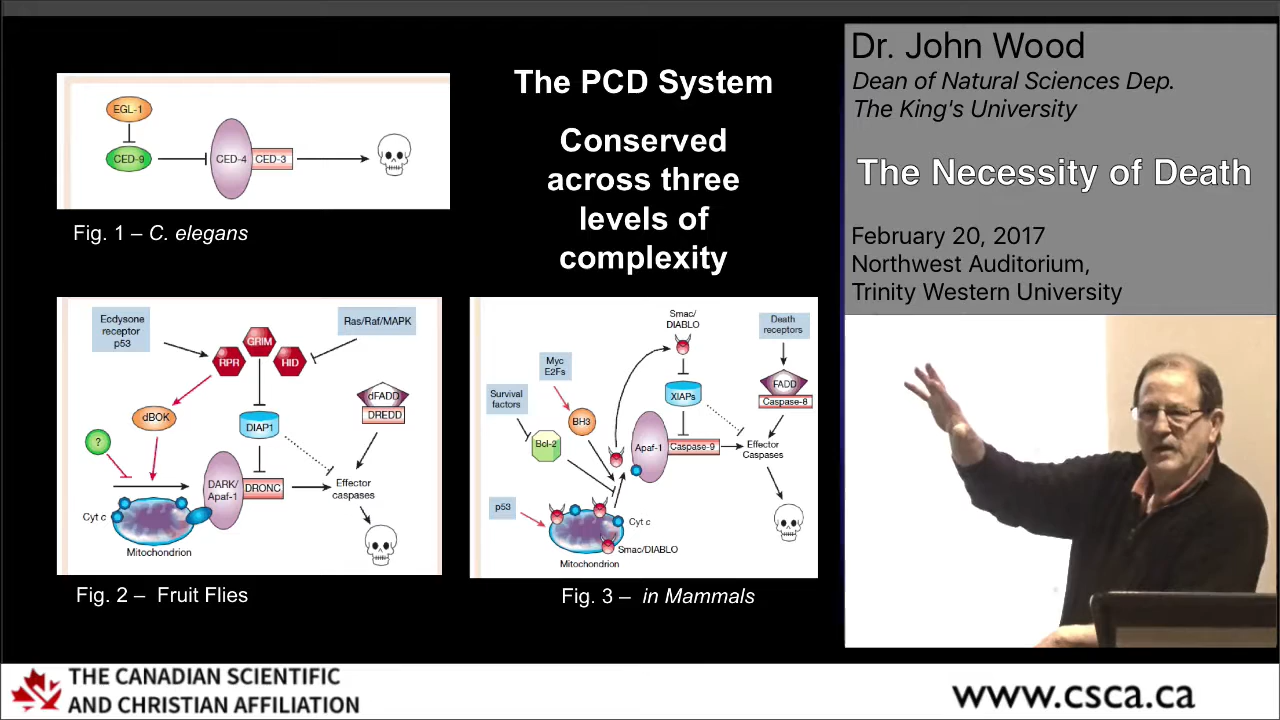 The PCD System
Conserved
across three
levels of
complexity
EGL-1
CED-9
CED-4
CED-3
Fig. 1 – C. elegans
Ecdysone
receptor
p53
Ras/Raf/MAPK
GRIM
RPR
HID
dBOK
DIAP1
dFADD
DREDD
?
DARK/
Apaf-1
DRONC
Effector
caspases
Cyt c
Mitochondrion
Fig. 2 – Fruit Flies
Smac/
DIABLO
Death
receptors
Myc
E2Fs
Survival
factors
BH3
Bcl-2
XIAPs
FADD
Caspase-8
Apaf-1
Caspase-9
Effector
Caspases
p53
Cyt c
Smac/DIABLO
Mitochondrion
Fig. 3 – in Mammals
Dr. John Wood
Dean of Natural Sciences Dep.
The King's University
The Necessity of Death
February 20, 2017
Northwest Auditorium,
Trinity Western University
THE CANADIAN SCIENTIFIC
AND CHRISTIAN AFFILIATION
www.csca.ca